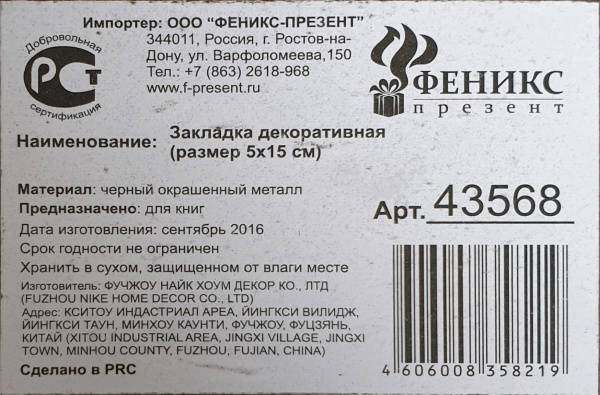 Импортер: ООО “ФЕНИКС-ПРЕЗЕНТ”
344011, Россия, г. Ростов-на-
Дону, ул. Варфоломеева,150
Тел.: +7 (863) 2618-968
www.f-present.ru
Добровольная
РСТ
сертификация
ФЕНИКС
презент
Наименование: Закладка декоративная
(размер 5х15 см)
Материал: черный окрашенный металл
Предназначено: для книг
Дата изготовления: сентябрь 2016
Срок годности не ограничен
Хранить в сухом, защищенном от влаги месте
Арт. 43568
Изготовитель: ФУЧЖОУ НАЙК ХОУМ ДЕКОР КО., ЛТД
(FUZHOU NIKE HOME DECOR CO., LTD)
Адрес: КСИТОУ ИНДАСТРИАЛ АРЕА, ЙИНГКСИ ВИЛИДЖ,
ЙИНГКСИ ТАУН, МИНХОУ КАУНТИ, ФУЧЖОУ, ФУЦЗЯНЬ,
КИТАЙ (XITOU INDUSTRIAL AREA, JINGXI VILLAGE, JINGXI
TOWN, MINHOU COUNTY, FUZHOU, FUJIAN, CHINA)
Сделано в PRC
4 606008 358219